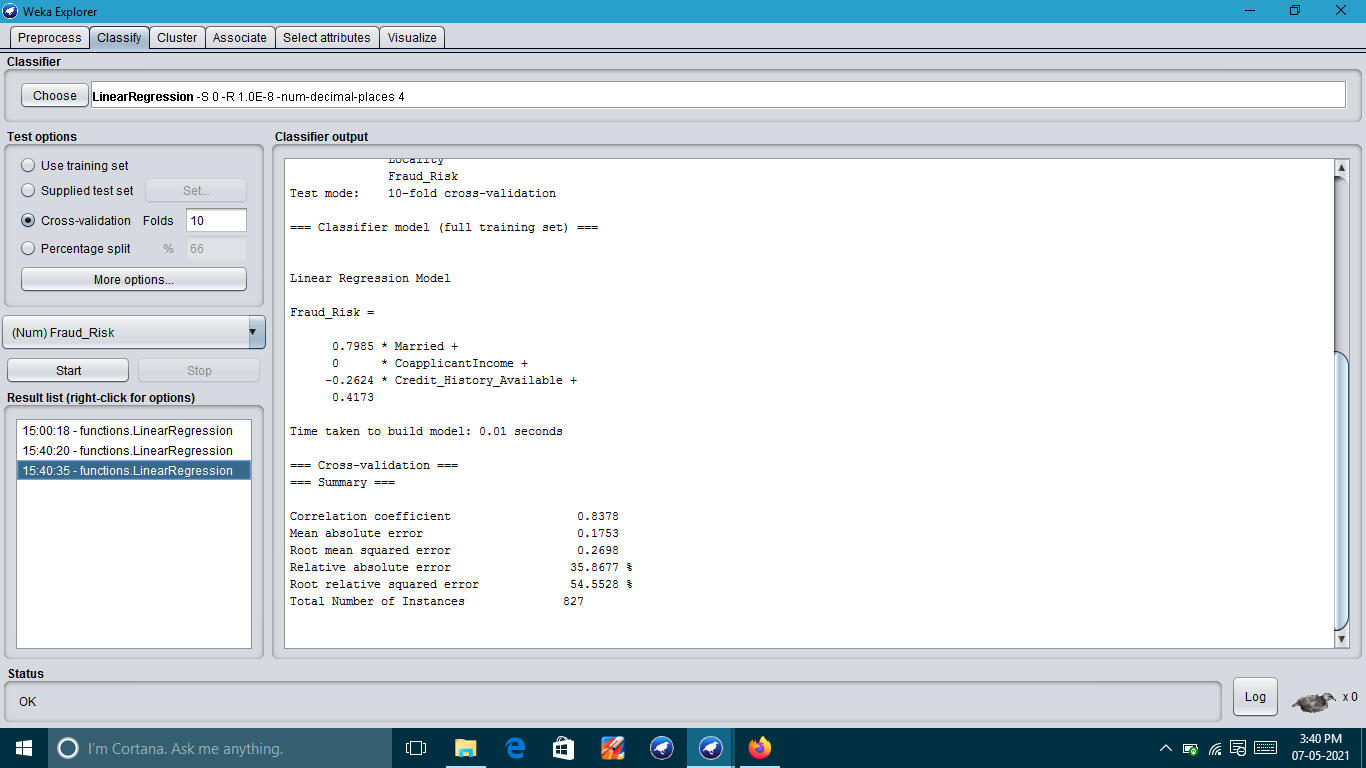 Weka Explorer
Preprocess Classify Cluster Associate Select attributes Visualize
Classifier
Choose LinearRegression -S 0 -R 1.0E-8 -num-decimal-places 4
Test options
Use training set
Supplied test set Set...
Cross-validation Folds 10
Percentage split % 66
More options...
(Num) Fraud_Risk
Start Stop
Result list (right-click for options)
15:00:18 - functions.LinearRegression
15:40:20 - functions.LinearRegression
15:40:35 - functions.LinearRegression
Classifier output
Locality
Fraud_Risk
Test mode: 10-fold cross-validation
=== Classifier model (full training set) ===
Linear Regression Model
Fraud_Risk =
0.7985 * Married +
0 * CoapplicantIncome +
-0.2624 * Credit_History_Available +
0.4173
Time taken to build model: 0.01 seconds
=== Cross-validation ===
=== Summary ===
Correlation coefficient 0.8378
Mean absolute error 0.1753
Root mean squared error 0.2698
Relative absolute error 35.8677 %
Root relative squared error 54.5528 %
Total Number of Instances 827
Status
OK
Log x 0
I'm Cortana. Ask me anything.
3:40 PM
07-05-2021